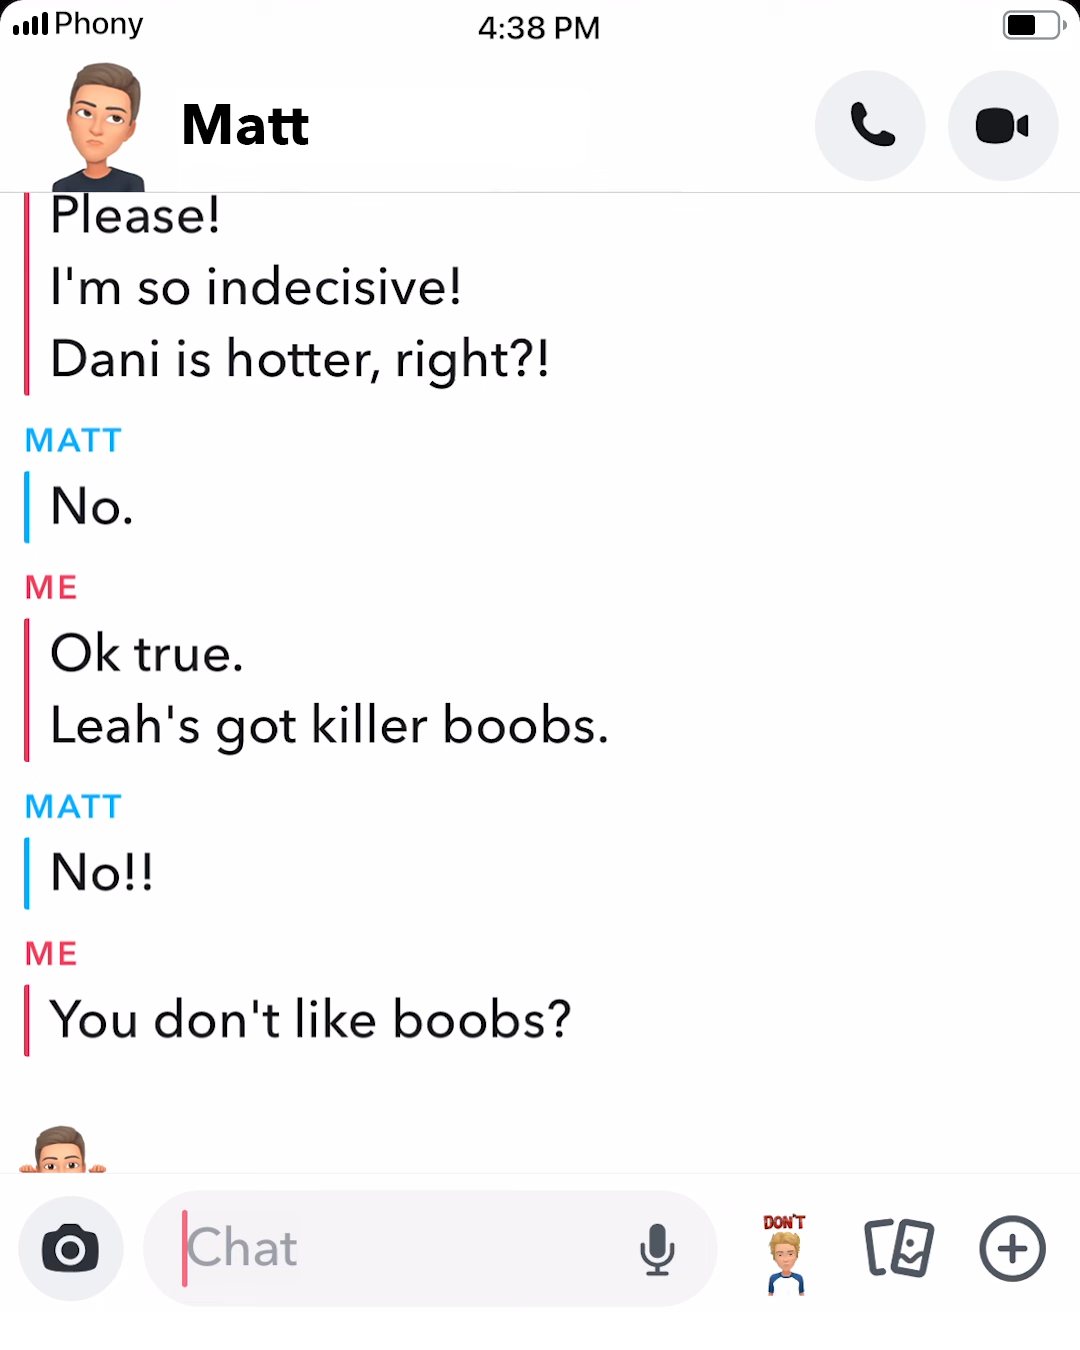 Phony
4:38 PM
Matt
Please!
I'm so indecisive!
Dani is hotter, right?!
MATT
No.
ME
Ok true.
Leah's got killer boobs.
MATT
No!!
ME
You don't like boobs?
Chat
DON'T